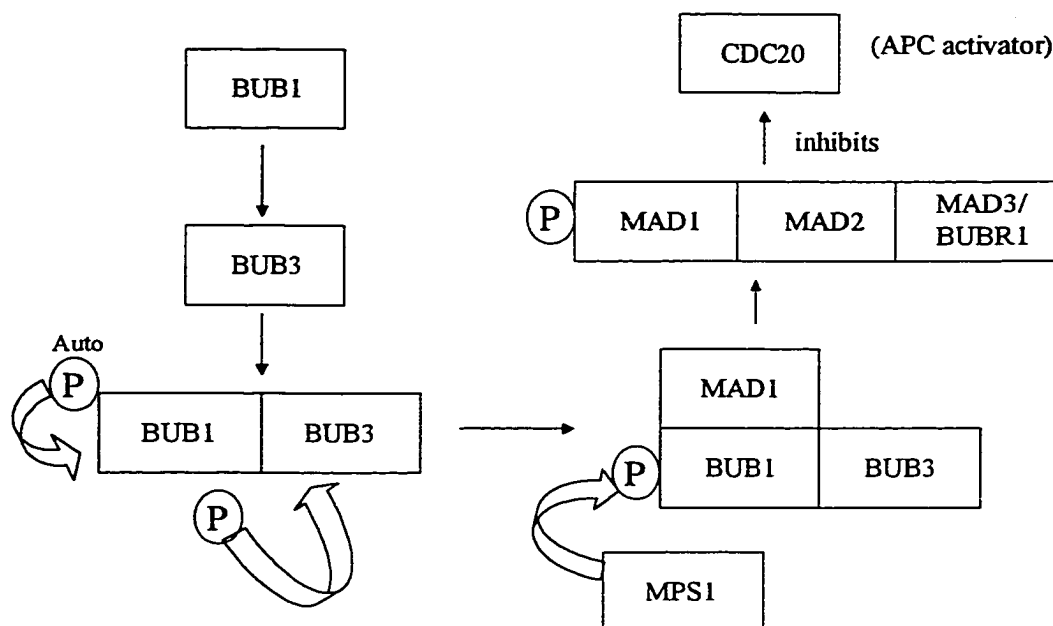 BUB1
BUB3
Auto
P
BUB1
BUB3
P
CDC20
(APC activator)
inhibits
P
MAD1
MAD2
MAD3/
BUBR1
MAD1
P
BUB1
BUB3
MPS1